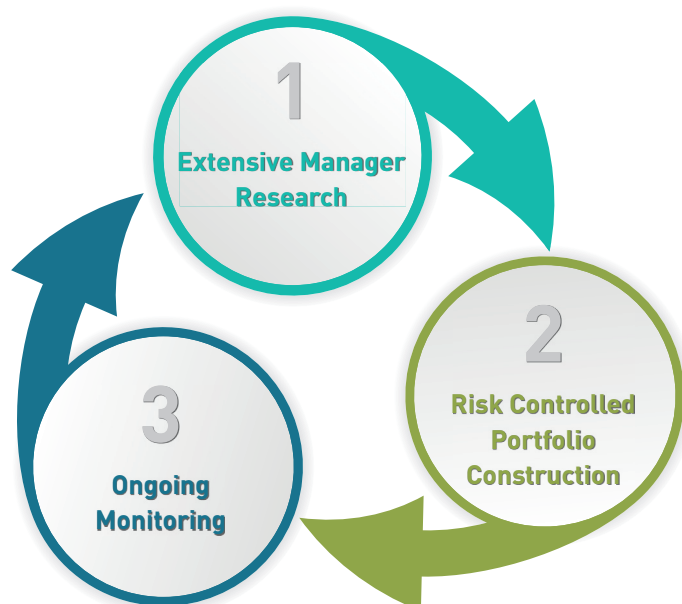 1
Extensive Manager
Research
2
Risk Controlled
Portfolio
Construction
3
Ongoing
Monitoring